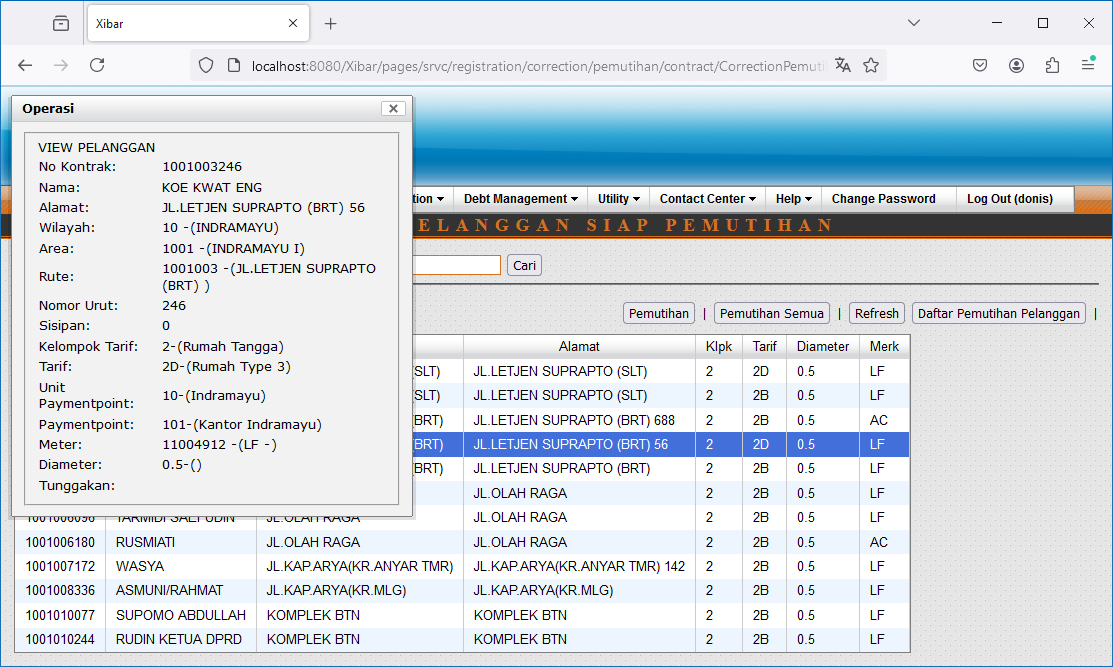 Xibar
localhost:8080/Xibar/pages/srvc/registration/correction/pemutihan/contract/CorrectionPemuti
Operasi
VIEW PELANGGAN
No Kontrak: 1001003246
Nama: KOE KWAT ENG
Alamat: JL.LETJEN SUPRAPTO (BRT) 56
Wilayah: 10 -(INDRAMAYU)
Area: 1001 -(INDRAMAYU I)
Rute: 1001003 -(JL.LETJEN SUPRAPTO
(BRT) )
Nomor Urut: 246
Sisipan: 0
Kelompok Tarif: 2-(Rumah Tangga)
Tarif: 2D-(Rumah Type 3)
Unit
Paymentpoint: 10-(Indramayu)
Paymentpoint: 101-(Kantor Indramayu)
Meter: 11004912 -(LF -)
Diameter: 0.5-()
Tunggakan:
tion Debt Management Utility Contact Center Help Change Password Log Out (donis)
ELANGGAN SIAP PEMUTIHAN
Cari
Pemutihan | Pemutihan Semua | Refresh Daftar Pemutihan Pelanggan |
Alamat Klpk Tarif Diameter Merk
(SLT) JL.LETJEN SUPRAPTO (SLT) 2 2D 0.5 LF
(SLT) JL.LETJEN SUPRAPTO (SLT) 2 2B 0.5 LF
(BRT) JL.LETJEN SUPRAPTO (BRT) 688 2 2B 0.5 AC
(BRT) JL.LETJEN SUPRAPTO (BRT) 56 2 2D 0.5 LF
(BRT) JL.LETJEN SUPRAPTO (BRT) 2 2B 0.5 LF
JL.OLAH RAGA 2 2B 0.5 LF
1001006096 TARMIDI SAEFUDIN JL.OLAH RAGA JL.OLAH RAGA 2 2B 0.5 LF
1001006180 RUSMIATI JL.OLAH RAGA JL.OLAH RAGA 2 2B 0.5 AC
1001007172 WASYA JL.KAP.ARYA(KR.ANYAR TMR) JL.KAP.ARYA(KR.ANYAR TMR) 142 2 2B 0.5 LF
1001008336 ASMUNI/RAHMAT JL.KAP.ARYA(KR.MLG) JL.KAP.ARYA(KR.MLG) 2 2B 0.5 LF
1001010077 SUPOMO ABDULLAH KOMPLEK BTN KOMPLEK BTN 2 2B 0.5 LF
1001010244 RUDIN KETUA DPRD KOMPLEK BTN KOMPLEK BTN 2 2B 0.5 LF